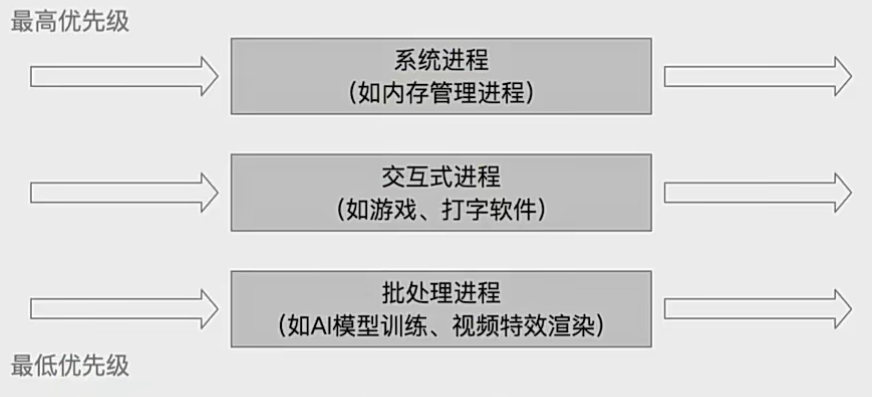 最高优先级
系统进程
（如内存管理进程）
交互式进程
（如游戏、打字软件）
批处理进程
（如AI模型训练、视频特效渲染）
最低优先级